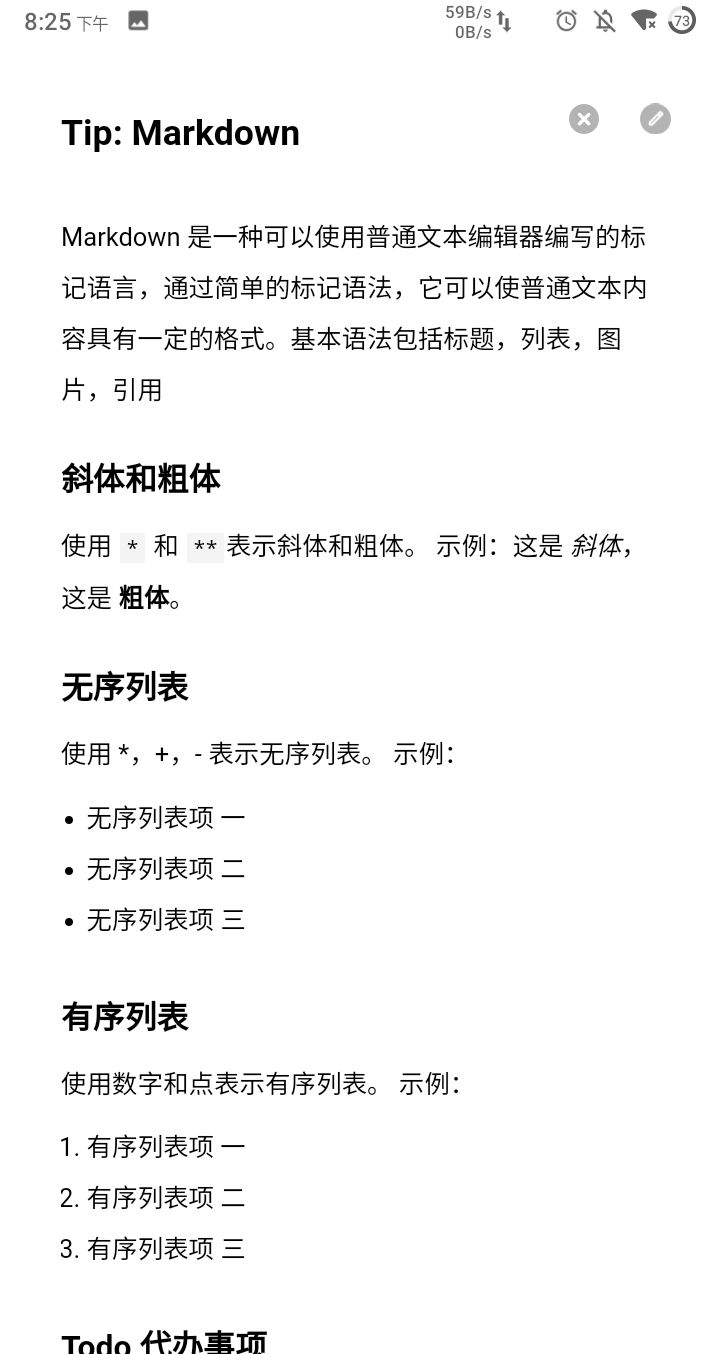 8:25 下午
59B/s
0B/s
73
Tip: Markdown
Markdown 是一种可以使用普通文本编辑器编写的标
记语言，通过简单的标记语法，它可以使普通文本内
容具有一定的格式。基本语法包括标题，列表，图
片，引用
斜体和粗体
使用 * 和 ** 表示斜体和粗体。 示例：这是 斜体，
这是 粗体。
无序列表
使用 *，+，- 表示无序列表。 示例：
• 无序列表项 一
• 无序列表项 二
• 无序列表项 三
有序列表
使用数字和点表示有序列表。 示例：
1. 有序列表项 一
2. 有序列表项 二
3. 有序列表项 三
Todo 代办事项